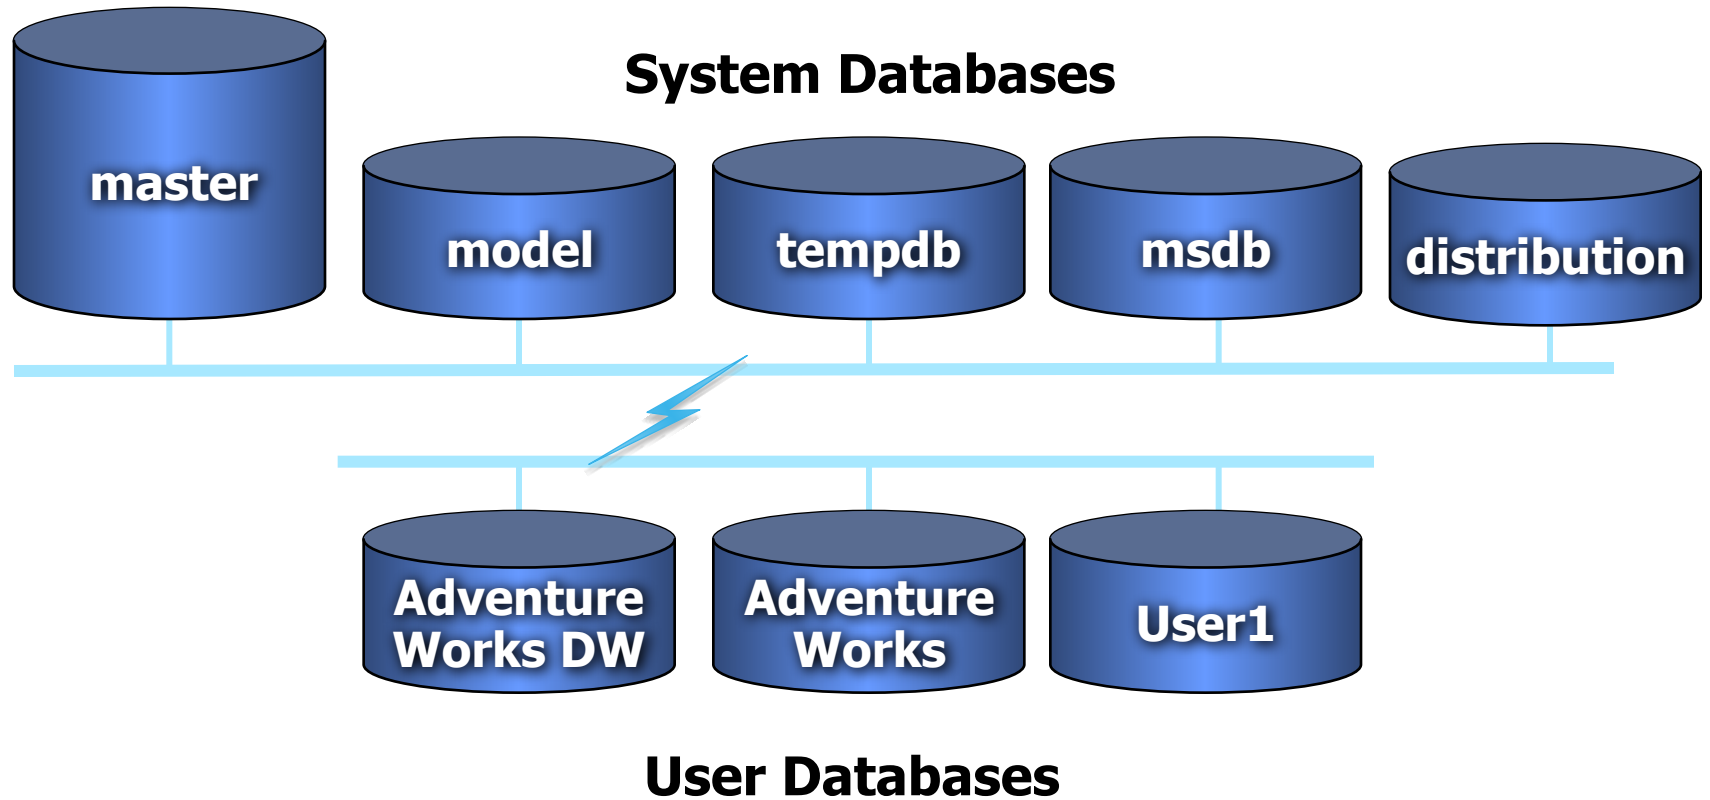 System Databases
master
model
tempdb
msdb
distribution
Adventure
Works DW
Adventure
Works
User1
User Databases